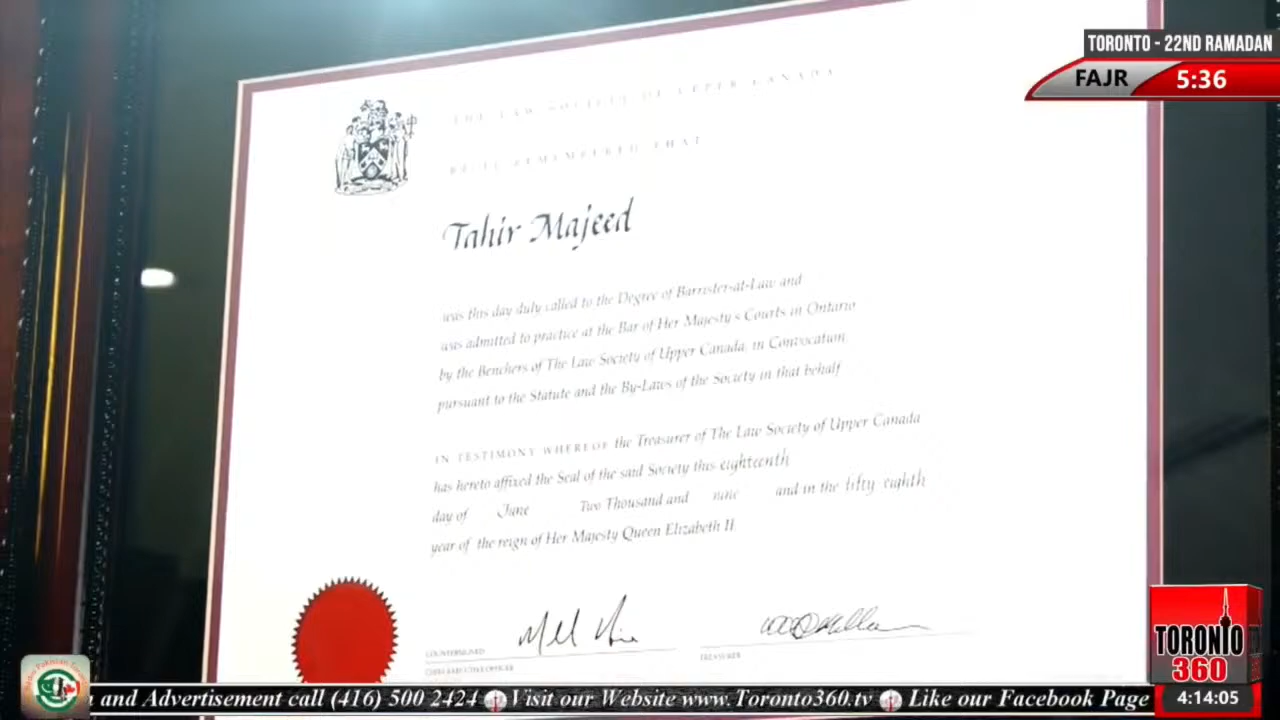 TORONTO - 22ND RAMADAN
FAJR 5:36
THE LAW SOCIETY OF UPPER CANADA
BE IT REMEMBERED THAT
Tahir Majeed
was this day duly called to the Degree of Barrister-at-Law and
was admitted to practice at the Bar of Her Majesty's Courts in Ontario
by the Benchers of The Law Society of Upper Canada, in Convocation
pursuant to the Statute and the By-Laws of the Society in that behalf
IN TESTIMONY WHEREOF the Treasurer of The Law Society of Upper Canada
has hereto affixed the Seal of the said Society this eighteenth
day of June Two Thousand and nine and in the fifty eighth
year of the reign of Her Majesty Queen Elizabeth II
COUNTERSIGNED
CHIEF EXECUTIVE OFFICER
TREASURER
TORONTO
360
and Advertisement call (416) 500 2424 Visit our Website www.Toronto360.tv Like our Facebook Page
4:14:05